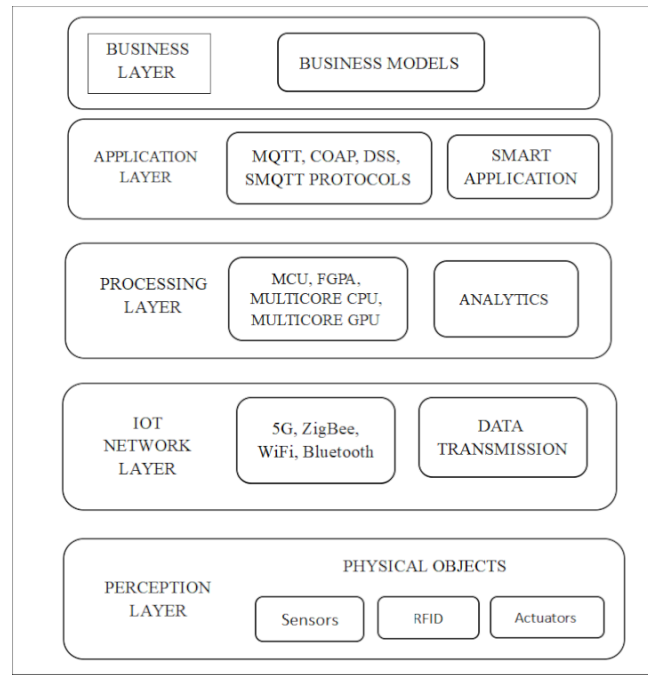 BUSINESS
LAYER
BUSINESS MODELS
APPLICATION
LAYER
MQTT, COAP, DSS,
SMQTT PROTOCOLS
SMART
APPLICATION
PROCESSING
LAYER
MCU, FGPA,
MULTICORE CPU,
MULTICORE GPU
ANALYTICS
IOT
NETWORK
LAYER
5G, ZigBee,
WiFi, Bluetooth
DATA
TRANSMISSION
PERCEPTION
LAYER
PHYSICAL OBJECTS
Sensors
RFID
Actuators